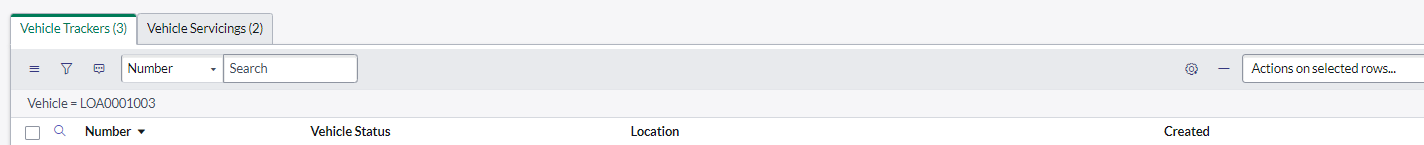 Vehicle Trackers (3) Vehicle Servicings (2)
Number Search Actions on selected rows...
Vehicle = LOA0001003
Number Vehicle Status Location Created